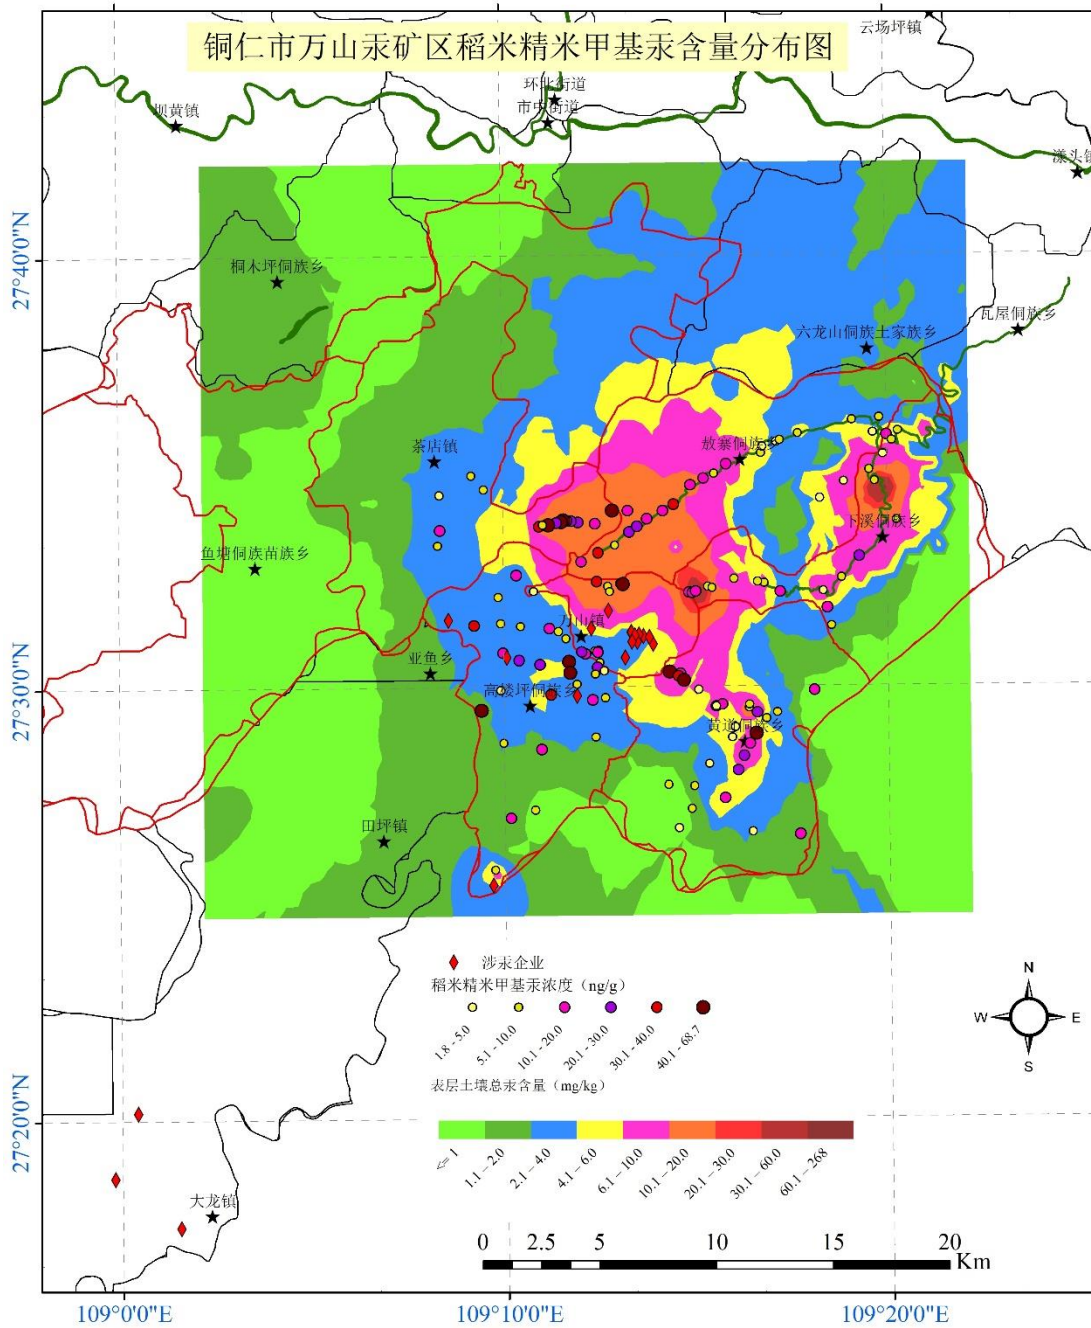 云场坪镇
铜仁市万山汞矿区稻米精米甲基汞含量分布图
环北街道
坝黄镇
市中街道
漾头镇
27°40'0"N
桐木坪侗族乡
瓦屋侗族乡
六龙山侗族土家族乡
茶店镇
敖寨侗族乡
下溪侗族乡
鱼塘侗族苗族乡
万山镇
亚鱼乡
27°30'0"N
高楼坪侗族乡
黄道侗族乡
田坪镇
涉汞企业
稻米精米甲基汞浓度（ng/g）
1.8 - 5.0
5.1 - 10.0
10.1 - 20.0
20.1 - 30.0
30.1 - 40.0
40.1 - 68.7
N
W
E
S
表层土壤总汞含量（mg/kg）
<= 1
1.1 – 2.0
2.1 – 4.0
4.1 – 6.0
6.1 – 10.0
10.1 – 20.0
20.1 – 30.0
30.1 – 60.0
60.1 – 268
27°20'0"N
大龙镇
0 2.5 5 10 15 20
Km
109°0'0"E
109°10'0"E
109°20'0"E